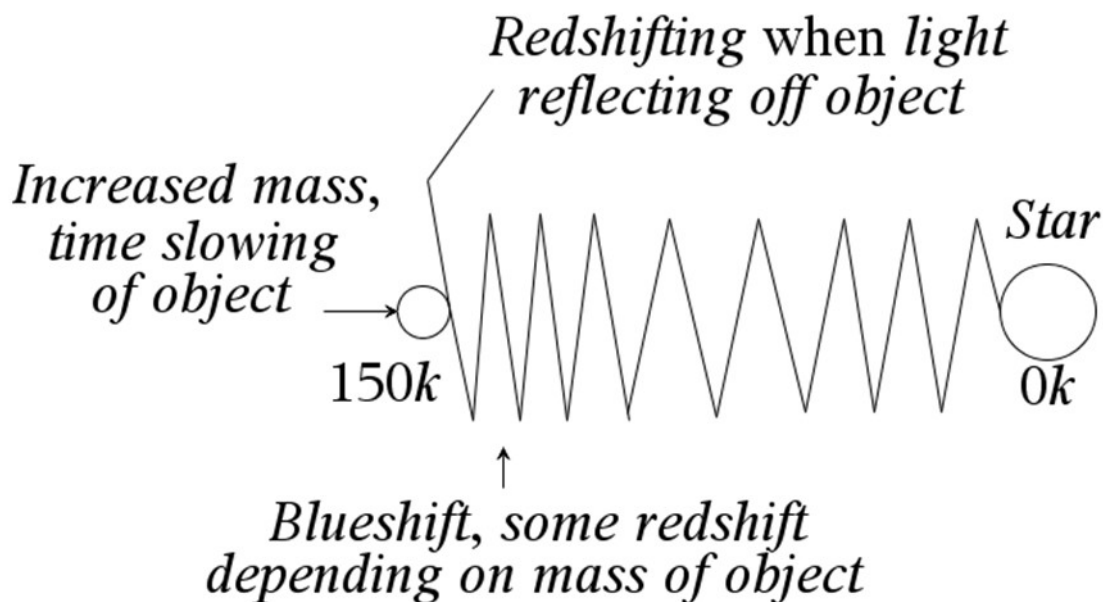 Redshifting when light
reflecting off object
Increased mass,
time slowing
of object
Star
150k
0k
Blueshift, some redshift
depending on mass of object